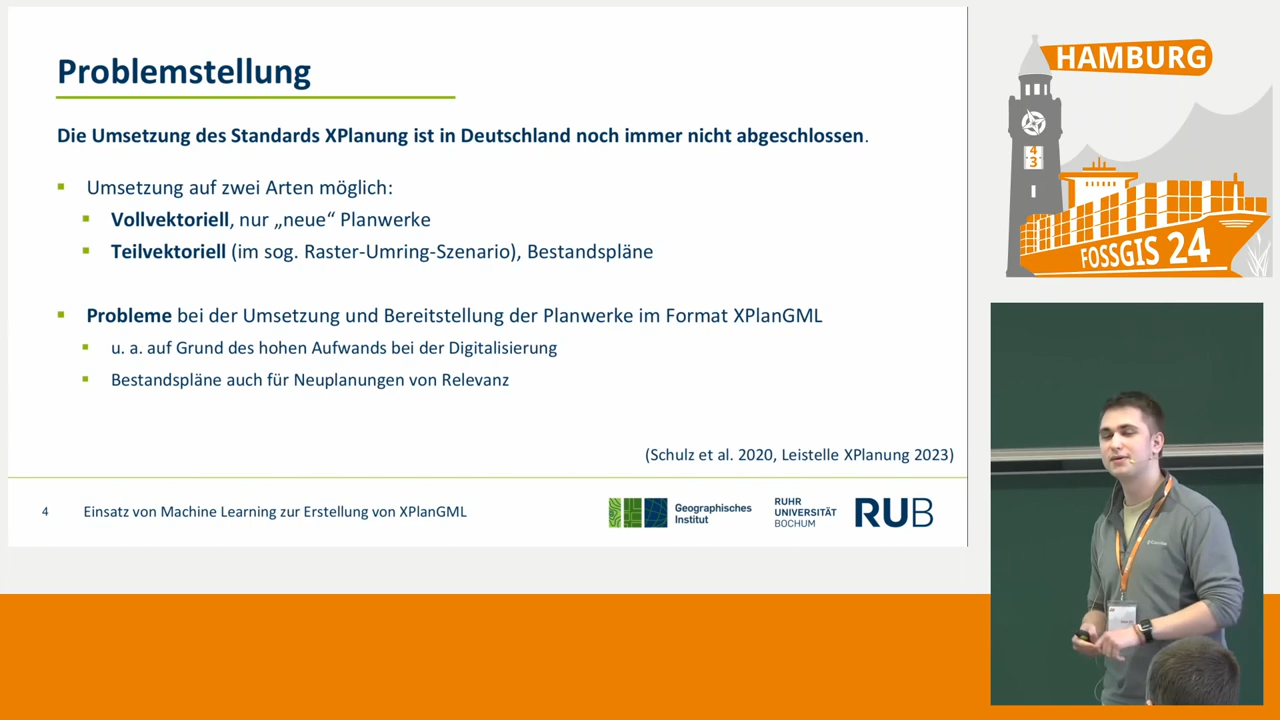 Problemstellung
Die Umsetzung des Standards XPlanung ist in Deutschland noch immer nicht abgeschlossen.
▪ Umsetzung auf zwei Arten möglich:
▪ Vollvektoriell, nur „neue“ Planwerke
▪ Teilvektoriell (im sog. Raster-Umring-Szenario), Bestandspläne
▪ Probleme bei der Umsetzung und Bereitstellung der Planwerke im Format XPlanGML
▪ u. a. auf Grund des hohen Aufwands bei der Digitalisierung
▪ Bestandspläne auch für Neuplanungen von Relevanz
(Schulz et al. 2020, Leistelle XPlanung 2023)
4 Einsatz von Machine Learning zur Erstellung von XPlanGML
Geographisches
Institut
RUHR
UNIVERSITÄT
BOCHUM
RUB
HAMBURG
4
3
FOSSGIS 24